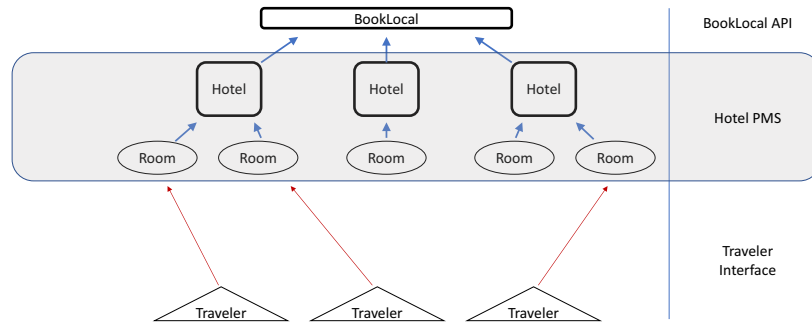 BookLocal
BookLocal API
Hotel
Hotel
Hotel
Hotel PMS
Room
Room
Room
Room
Room
Traveler
Interface
Traveler
Traveler
Traveler